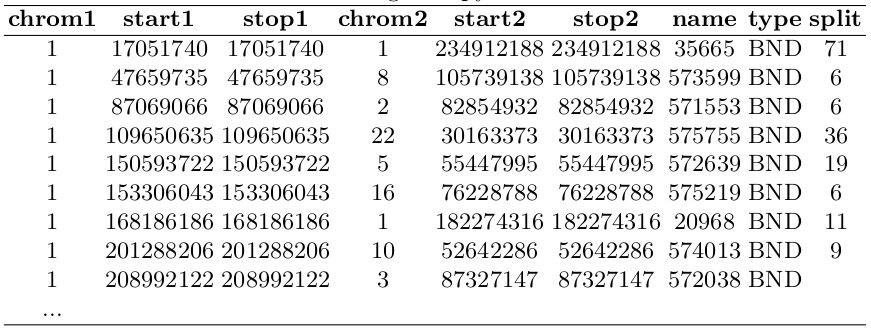 chrom1 start1 stop1 chrom2 start2 stop2 name type split
1 17051740 17051740 1 234912188 234912188 35665 BND 71
1 47659735 47659735 8 105739138 105739138 573599 BND 6
1 87069066 87069066 2 82854932 82854932 571553 BND 6
1 109650635 109650635 22 30163373 30163373 575755 BND 36
1 150593722 150593722 5 55447995 55447995 572639 BND 19
1 153306043 153306043 16 76228788 76228788 575219 BND 6
1 168186186 168186186 1 182274316 182274316 20968 BND 11
1 201288206 201288206 10 52642286 52642286 574013 BND 9
1 208992122 208992122 3 87327147 87327147 572038 BND
...